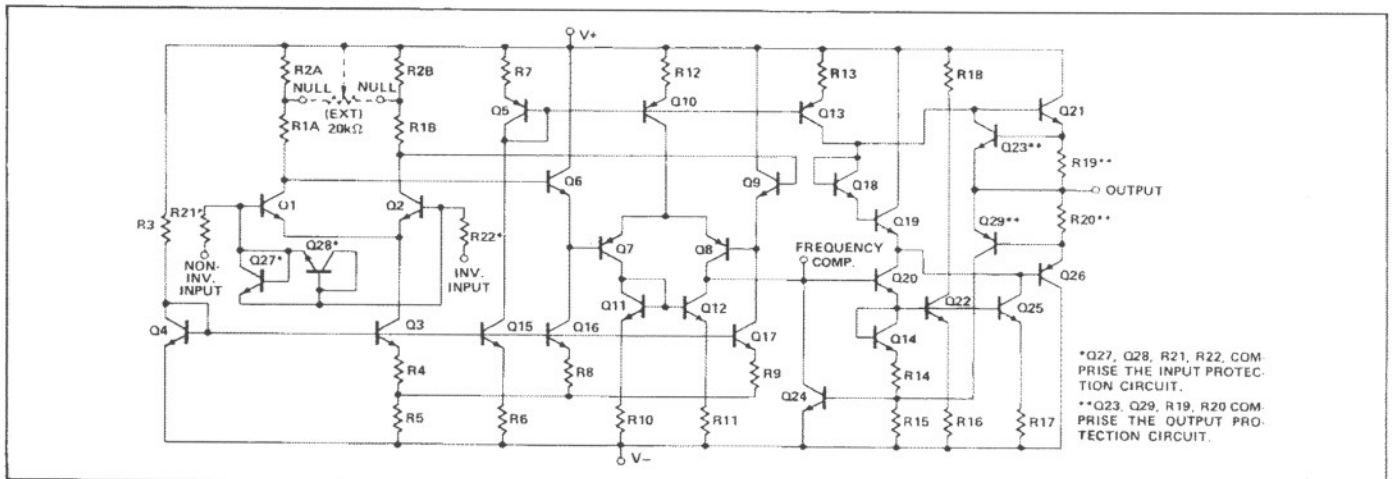 V+
R2A
R2B
R7
R12
R13
R18
NULL
NULL
(EXT)
20kΩ
Q5
Q10
Q13
Q21
R1A
R1B
Q23**
R19**
Q6
Q9
Q18
OUTPUT
Q1
Q2
Q19
R3
R21*
Q28*
R22*
Q7
Q8
FREQUENCY
COMP.
Q29**
R20**
NON-
INV.
INPUT
Q27*
INV.
INPUT
Q20
Q26
Q11
Q12
Q22
Q25
Q4
Q3
Q15
Q16
Q17
Q14
R4
R8
R9
Q24
R14
R5
R6
R10
R11
R15
R16
R17
V−
*Q27, Q28, R21, R22, COM-
PRISE THE INPUT PROTEC-
TION CIRCUIT.
**Q23, Q29, R19, R20 COM-
PRISE THE OUTPUT PRO-
TECTION CIRCUIT.